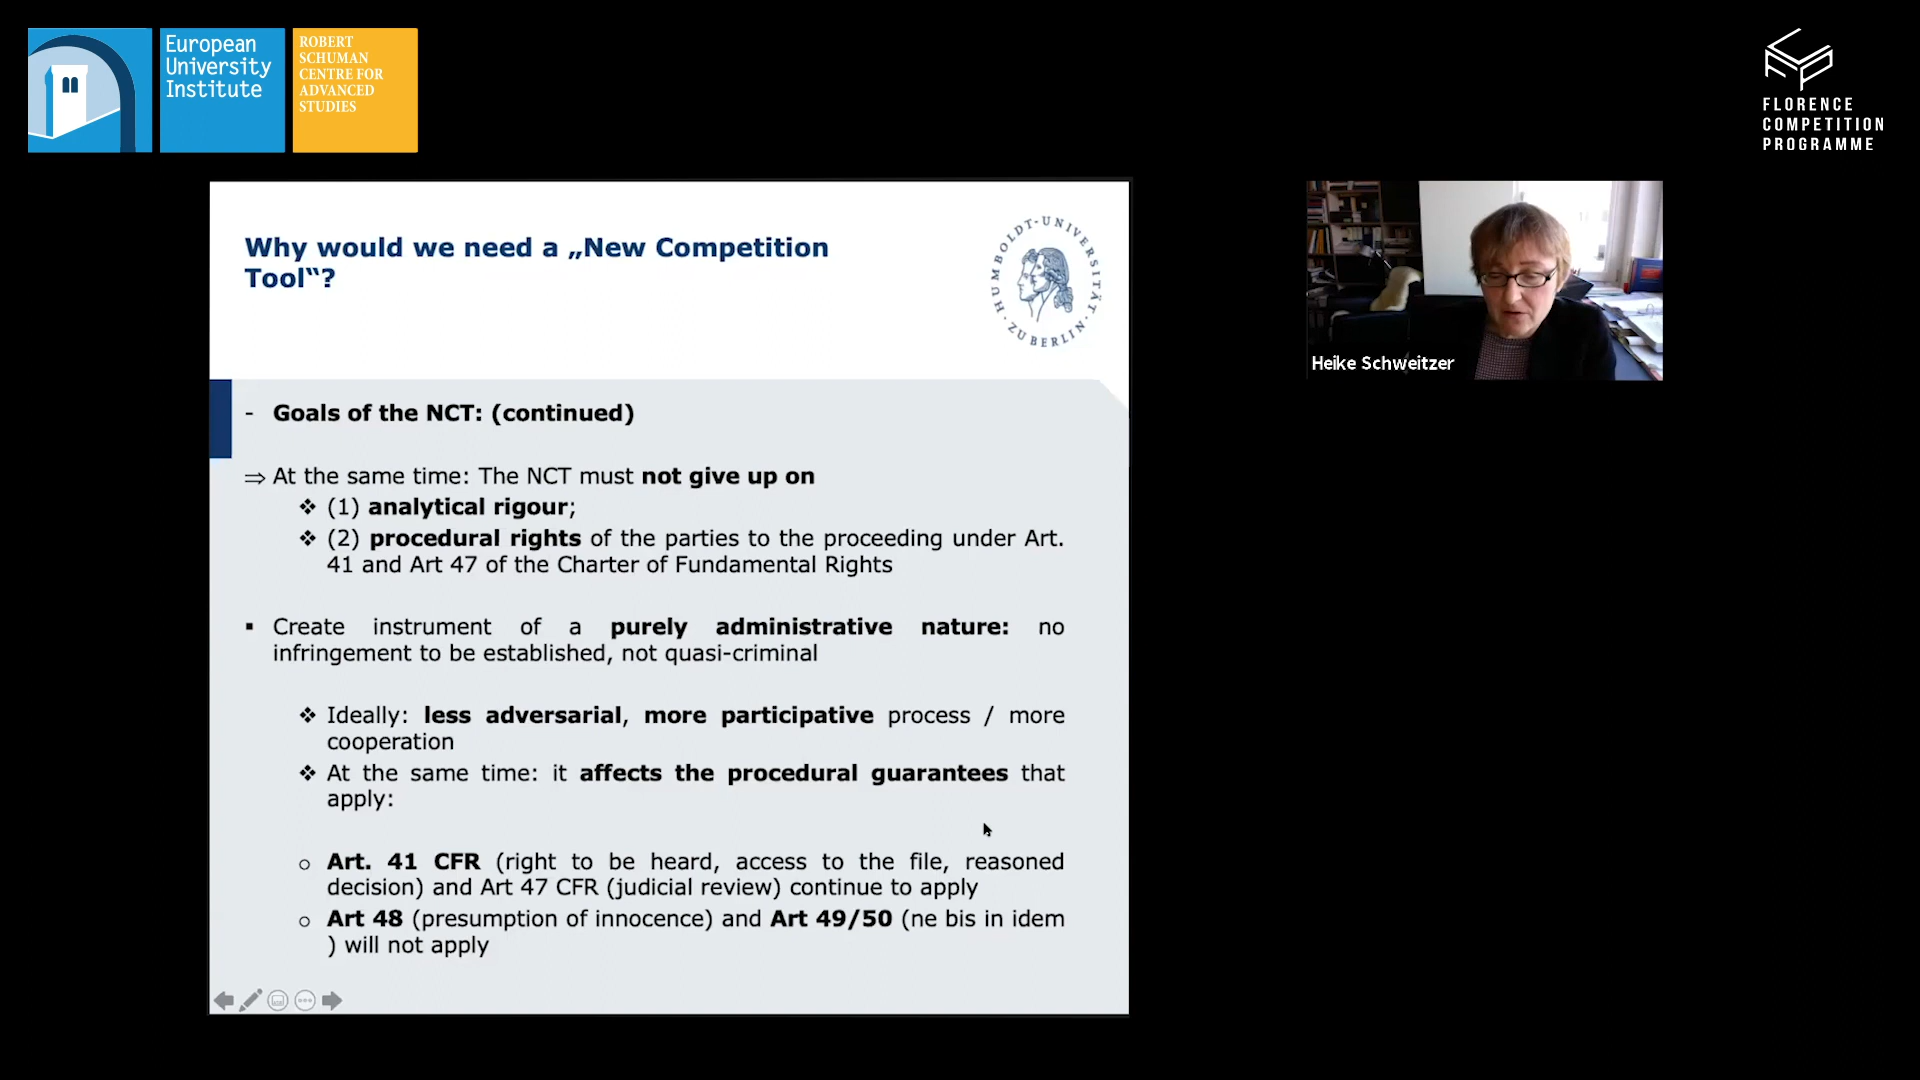 European
University
Institute
ROBERT
SCHUMAN
CENTRE FOR
ADVANCED
STUDIES
FLORENCE
COMPETITION
PROGRAMME
Why would we need a „New Competition
Tool“?
HUMBOLDT-UNIVERSITÄT · ZU BERLIN ·
- Goals of the NCT: (continued)
⇒ At the same time: The NCT must not give up on
❖ (1) analytical rigour;
❖ (2) procedural rights of the parties to the proceeding under Art.
41 and Art 47 of the Charter of Fundamental Rights
▪ Create instrument of a purely administrative nature: no
infringement to be established, not quasi-criminal
❖ Ideally: less adversarial, more participative process / more
cooperation
❖ At the same time: it affects the procedural guarantees that
apply:
o Art. 41 CFR (right to be heard, access to the file, reasoned
decision) and Art 47 CFR (judicial review) continue to apply
o Art 48 (presumption of innocence) and Art 49/50 (ne bis in idem
) will not apply
Heike Schweitzer